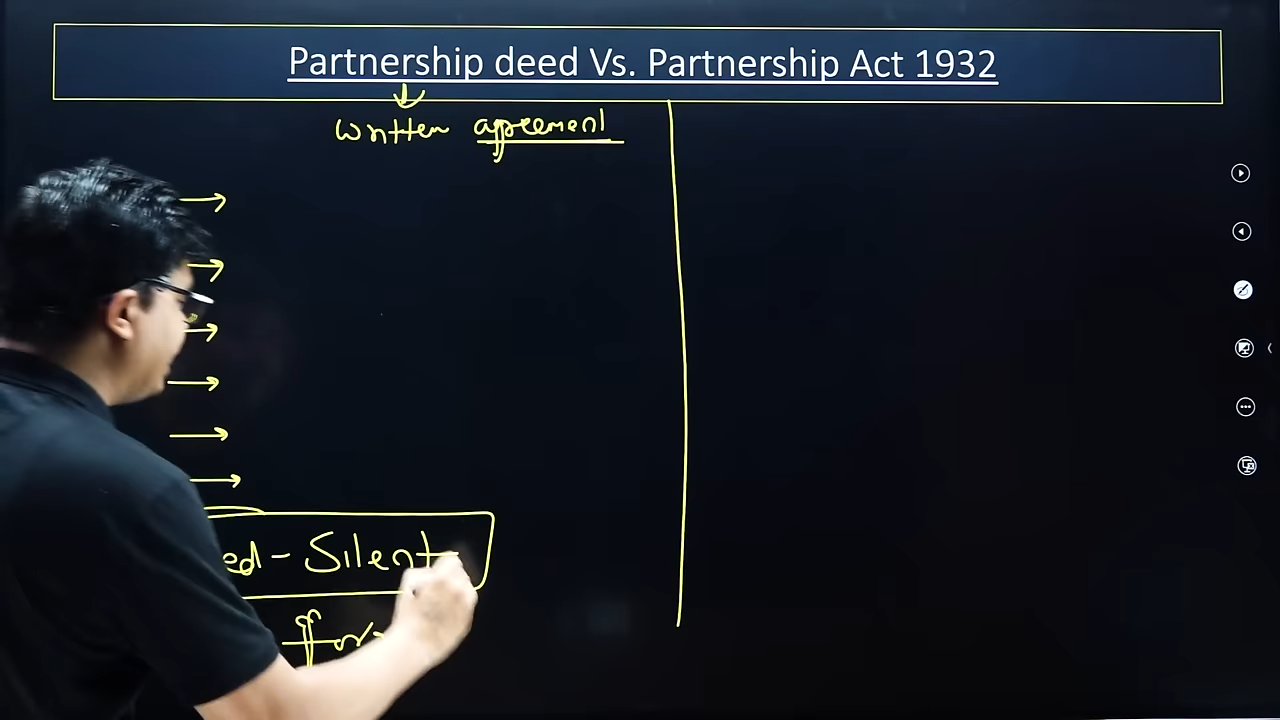 Partnership deed Vs. Partnership Act 1932
written agreement
ed - Silent